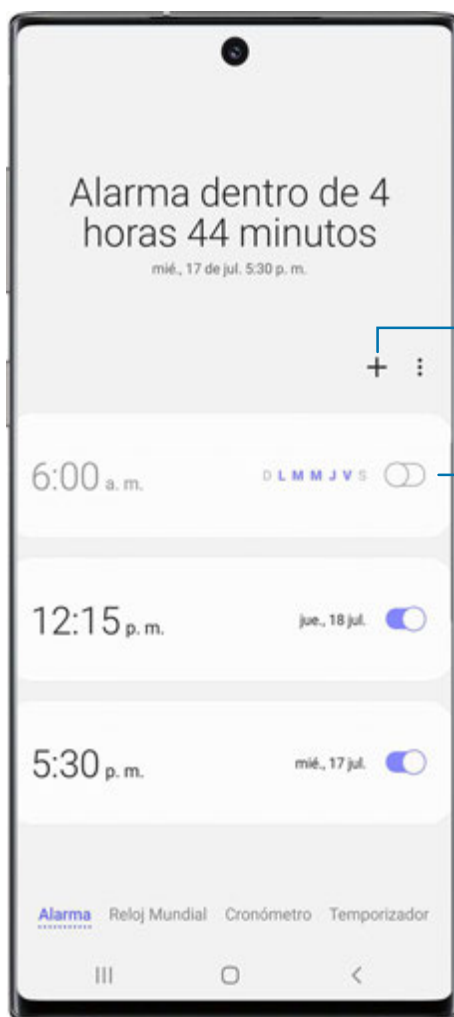 Alarma dentro de 4
horas 44 minutos
mié., 17 de jul. 5:30 p. m.
6:00 a. m. D L M M J V S
12:15 p. m. jue., 18 jul.
5:30 p. m. mié., 17 jul.
Alarma Reloj Mundial Cronómetro Temporizador